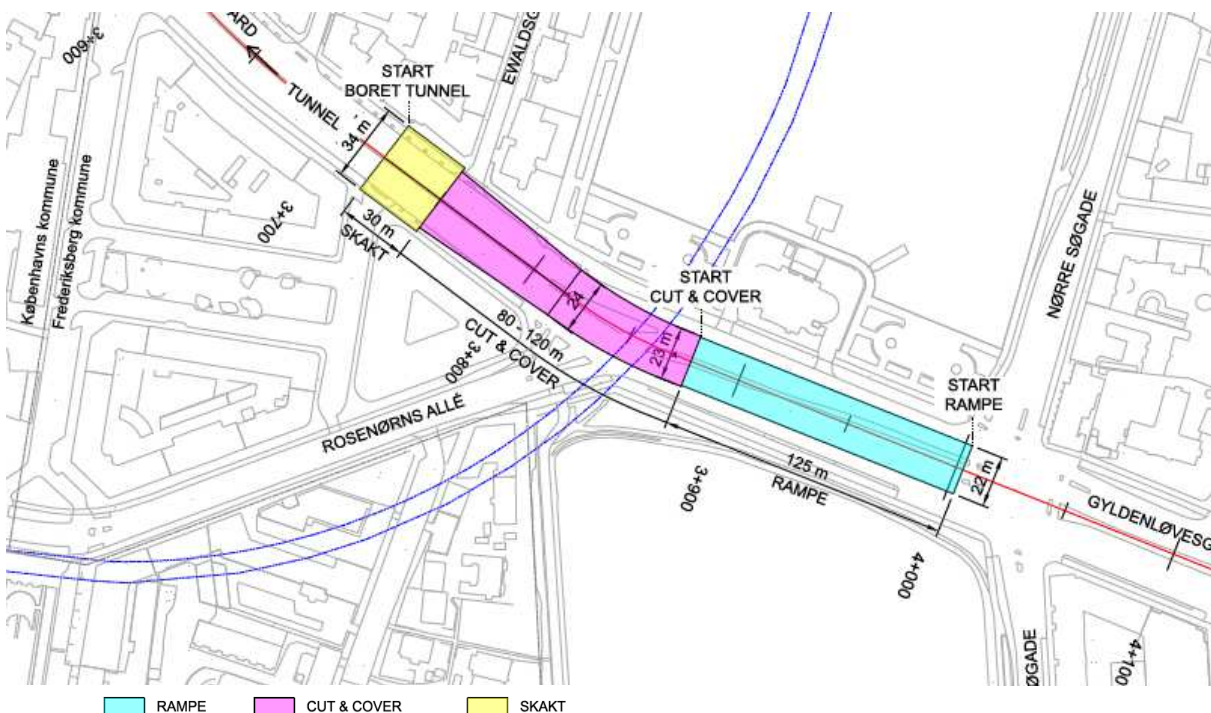 3+600
ARD
EWALDSG
START
BORET TUNNEL
TUNNEL
34 m
Københavns kommune
Frederiksberg kommune
3+700
30 m
SKAKT
START
CUT & COVER
NØRRE SØGADE
24
80 - 120 m
CUT & COVER
23 m
3+800
ROSENØRNS ALLÉ
START
RAMPE
125 m
RAMPE
22 m
3+900
GYLDENLØVESG
4+000
SØGADE
4+100
RAMPE
CUT & COVER
SKAKT